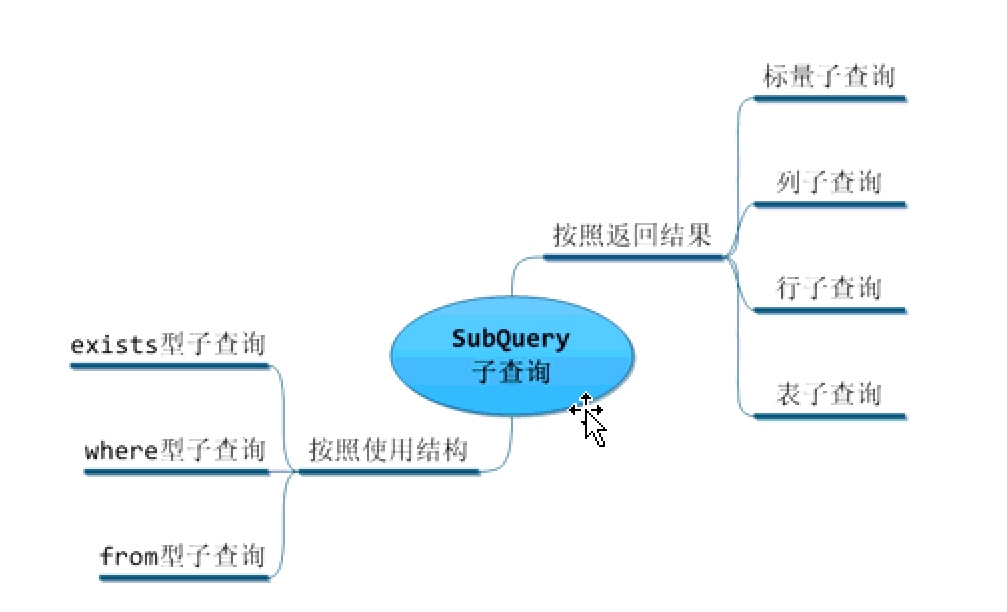 标量子查询
列子查询
按照返回结果
行子查询
SubQuery
子查询
exists型子查询
表子查询
where型子查询
按照使用结构
from型子查询